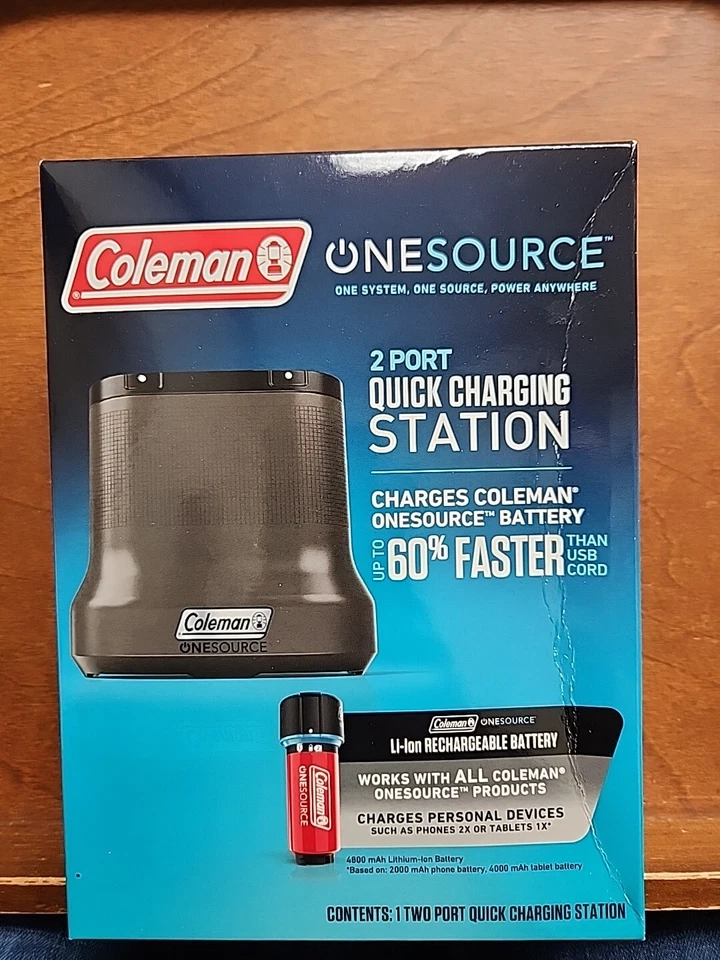 Coleman®
ONESOURCE™
ONE SYSTEM, ONE SOURCE, POWER ANYWHERE
2 PORT
QUICK CHARGING
STATION
CHARGES COLEMAN®
ONESOURCE™ BATTERY
UP TO 60% FASTER THAN USB CORD
Coleman
ONESOURCE
Coleman ONESOURCE
LI-Ion RECHARGEABLE BATTERY
WORKS WITH ALL COLEMAN®
ONESOURCE™ PRODUCTS
CHARGES PERSONAL DEVICES
SUCH AS PHONES 2X OR TABLETS 1X*
Coleman
ONESOURCE
4800 mAh Lithium-Ion Battery
*Based on: 2000 mAh phone battery, 4000 mAh tablet battery
CONTENTS: 1 TWO PORT QUICK CHARGING STATION